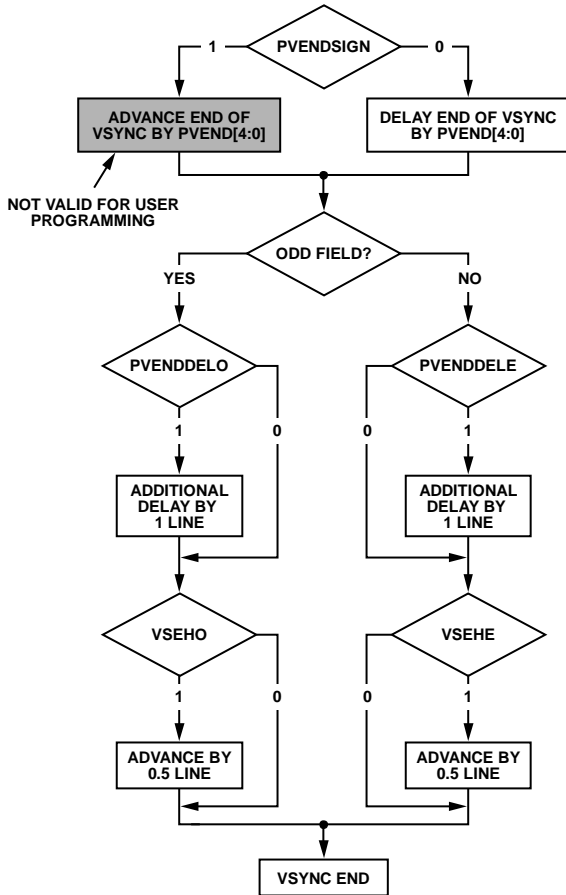 PVENDSIGN
1
0
ADVANCE END OF
VSYNC BY PVEND[4:0]
DELAY END OF VSYNC
BY PVEND[4:0]
NOT VALID FOR USER
PROGRAMMING
ODD FIELD?
YES
NO
PVENDDELO
PVENDDELE
1
0
0
1
ADDITIONAL
DELAY BY
1 LINE
ADDITIONAL
DELAY BY
1 LINE
VSEHO
VSEHE
1
0
0
1
ADVANCE BY
0.5 LINE
ADVANCE BY
0.5 LINE
VSYNC END